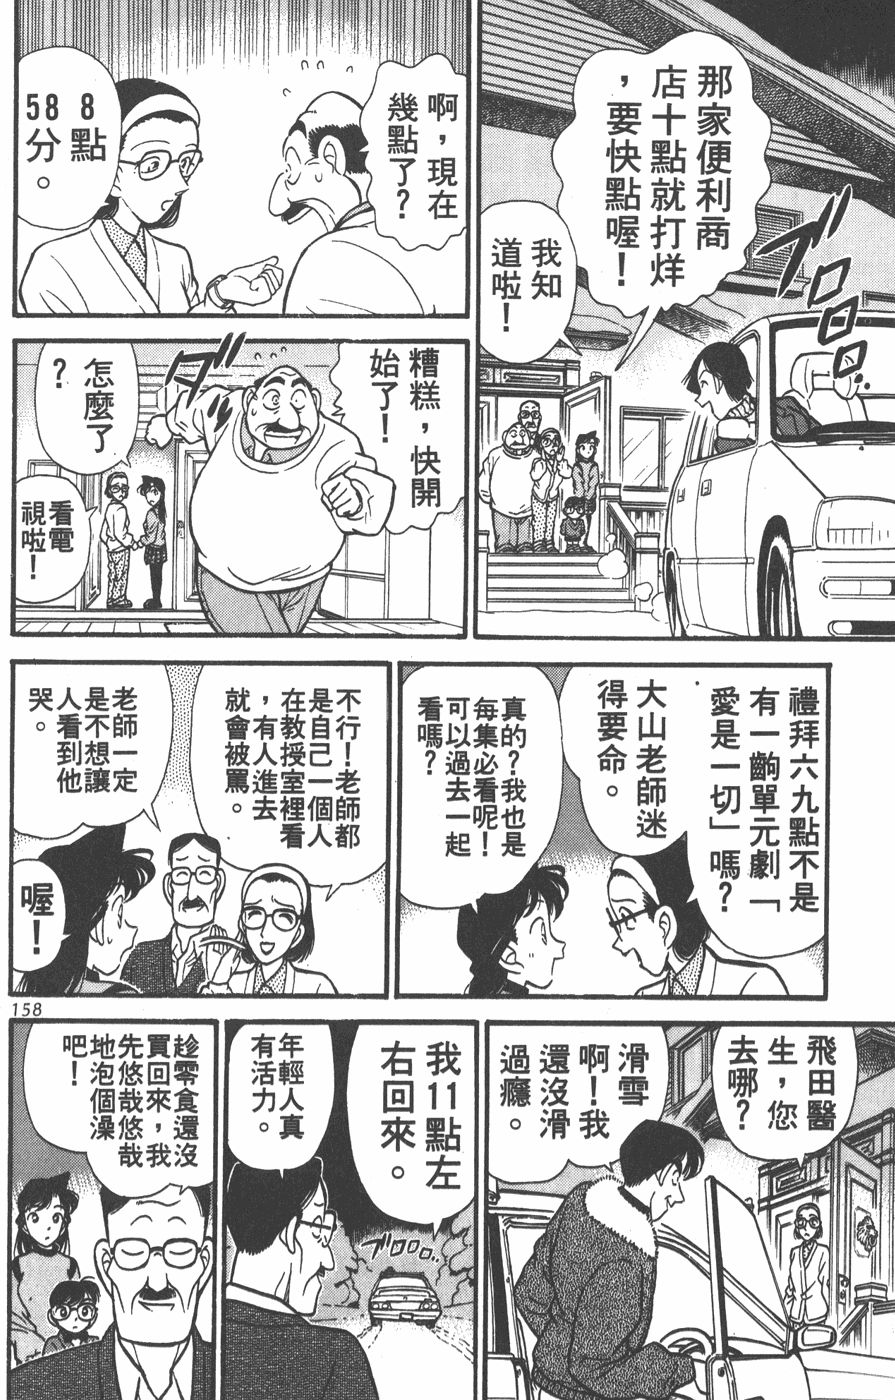 那家便利商
店十點就打烊
，要快點喔！
我知
道啦！
啊，現在
幾點了？
8點
58分。
糟糕，快開
始了！
怎麼了
？
看電
視啦！
禮拜六九點不是
有一齣單元劇「
愛是一切」嗎？
大山老師迷
得要命。
真的？我也是
每集必看呢！
可以過去一起
看嗎？
不行！老師都
是自己一個人
在教授室裡看
，有人進去
就會被罵。
老師一定
是不想讓
人看到他
哭。
喔！
158
飛田醫
生，您
去哪？
滑雪
啊！我
還沒滑
過癮。
我11點左
右回來。
ブロロロ…
年輕人真
有活力。
趁零食還沒
買回來，我
先悠哉悠哉
地泡個澡
吧！